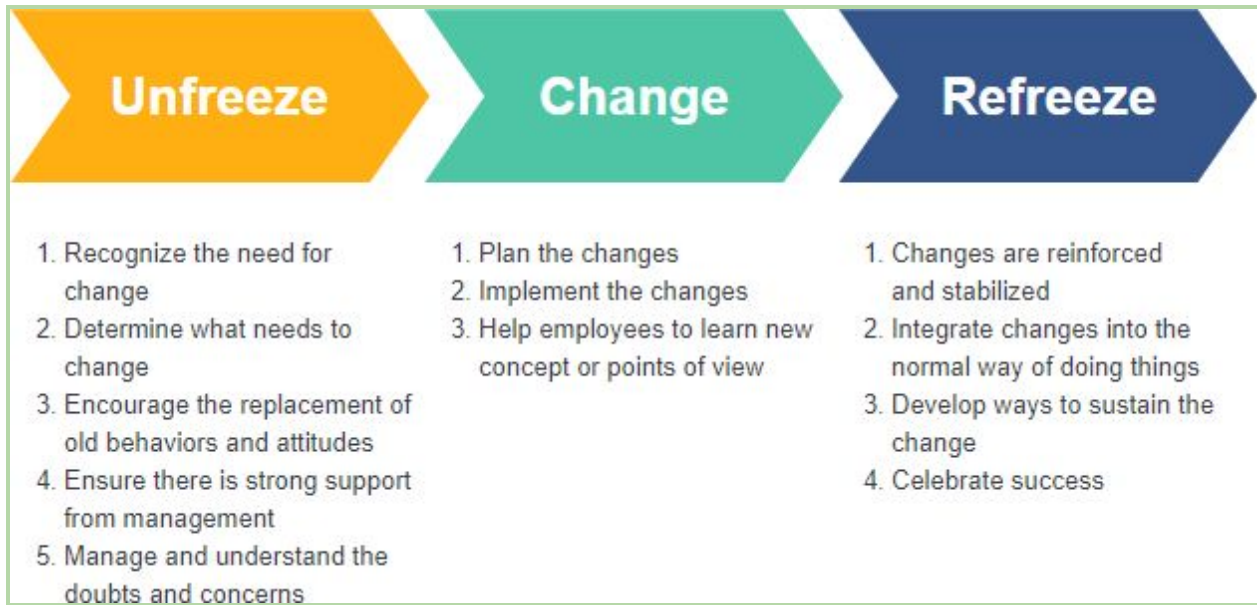 Unfreeze
Change
Refreeze
1. Recognize the need for
change
2. Determine what needs to
change
3. Encourage the replacement of
old behaviors and attitudes
4. Ensure there is strong support
from management
5. Manage and understand the
doubts and concerns
1. Plan the changes
2. Implement the changes
3. Help employees to learn new
concept or points of view
1. Changes are reinforced
and stabilized
2. Integrate changes into the
normal way of doing things
3. Develop ways to sustain the
change
4. Celebrate success